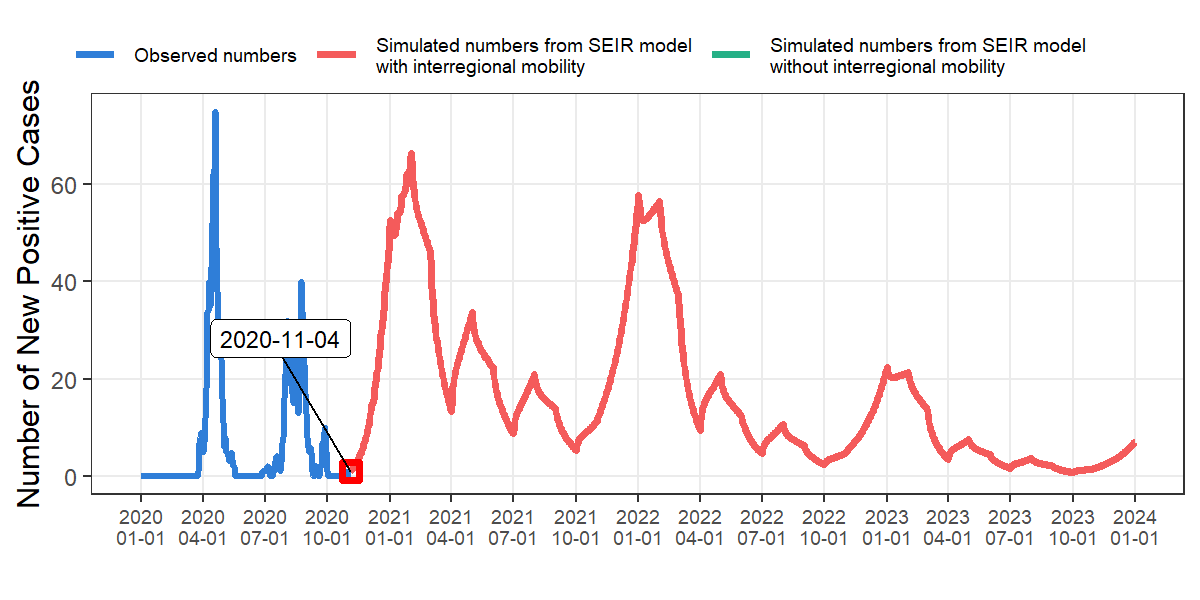 Observed numbers
Simulated numbers from SEIR model
with interregional mobility
Simulated numbers from SEIR model
without interregional mobility
Number of New Positive Cases
60
40
20
0
2020-11-04
2020 2020 2020 2020 2021 2021 2021 2021 2022 2022 2022 2022 2023 2023 2023 2023 2024
01-01 04-01 07-01 10-01 01-01 04-01 07-01 10-01 01-01 04-01 07-01 10-01 01-01 04-01 07-01 10-01 01-01